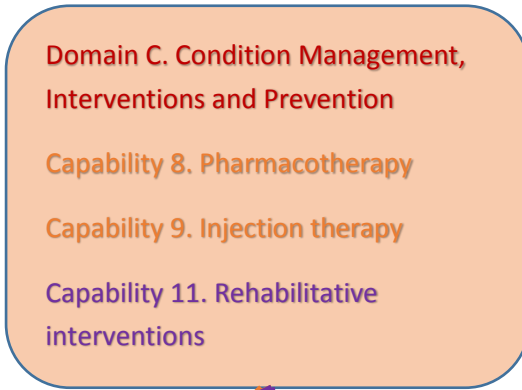 Domain C. Condition Management,
Interventions and Prevention
Capability 8. Pharmacotherapy
Capability 9. Injection therapy
Capability 11. Rehabilitative
interventions